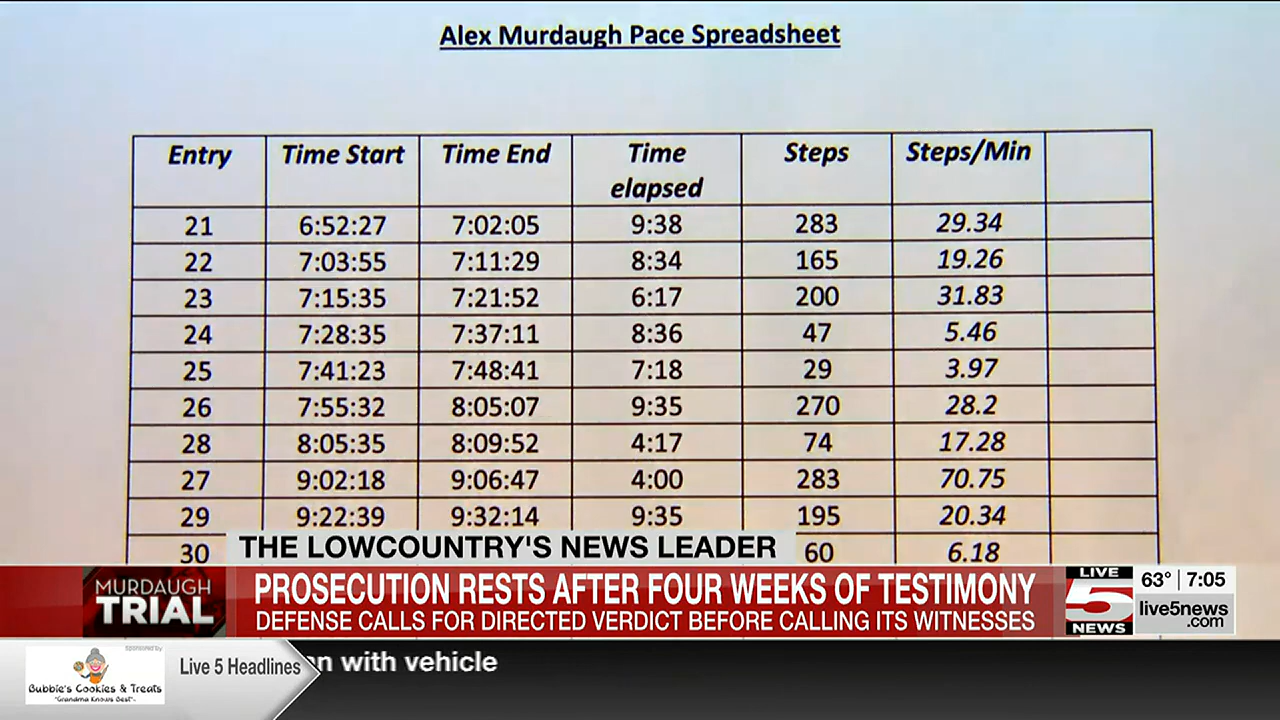 Alex Murdaugh Pace Spreadsheet
Entry Time Start Time End Time elapsed Steps Steps/Min
21 6:52:27 7:02:05 9:38 283 29.34
22 7:03:55 7:11:29 8:34 165 19.26
23 7:15:35 7:21:52 6:17 200 31.83
24 7:28:35 7:37:11 8:36 47 5.46
25 7:41:23 7:48:41 7:18 29 3.97
26 7:55:32 8:05:07 9:35 270 28.2
28 8:05:35 8:09:52 4:17 74 17.28
27 9:02:18 9:06:47 4:00 283 70.75
29 9:22:39 9:32:14 9:35 195 20.34
30 60 6.18
THE LOWCOUNTRY'S NEWS LEADER
MURDAUGH
TRIAL
PROSECUTION RESTS AFTER FOUR WEEKS OF TESTIMONY
DEFENSE CALLS FOR DIRECTED VERDICT BEFORE CALLING ITS WITNESSES
LIVE
5
NEWS
63° | 7:05
live5news
.com
Sponsored by
Bubbie's Cookies & Treats
"Grandma Knows Best"
Live 5 Headlines
n with vehicle